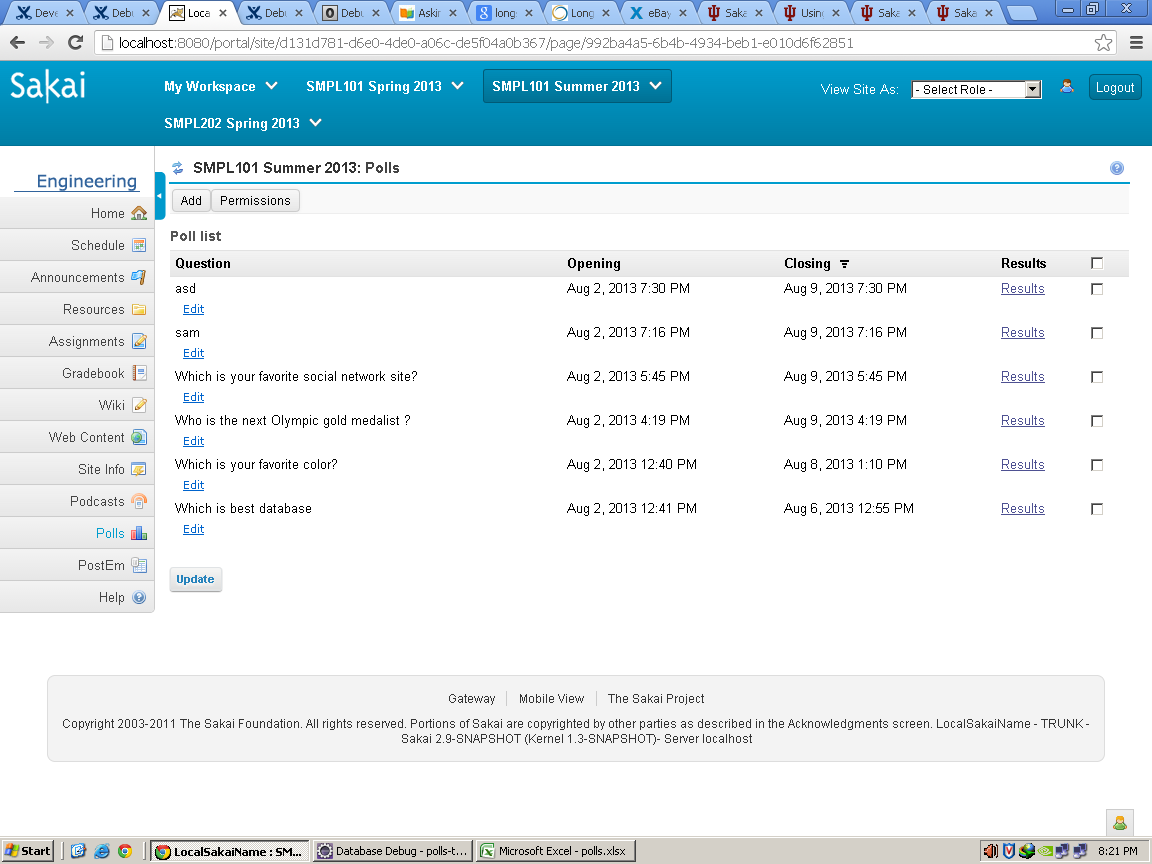 Deve
Debu
Loca
Debu
Debu
Askin
long
Long
eBay
Saka
Using
Saka
Saka
localhost:8080/portal/site/d131d781-d6e0-4de0-a06c-de5f04a0b367/page/992ba4a5-6b4b-4934-beb1-e010d6f62851
Sakai
My Workspace
SMPL101 Spring 2013
SMPL101 Summer 2013
View Site As:
- Select Role -
Logout
SMPL202 Spring 2013
Engineering
Home
Schedule
Announcements
Resources
Assignments
Gradebook
Wiki
Web Content
Site Info
Podcasts
Polls
PostEm
Help
SMPL101 Summer 2013: Polls
Add Permissions
Poll list
Question Opening Closing Results
asd Aug 2, 2013 7:30 PM Aug 9, 2013 7:30 PM Results
Edit
sam Aug 2, 2013 7:16 PM Aug 9, 2013 7:16 PM Results
Edit
Which is your favorite social network site? Aug 2, 2013 5:45 PM Aug 9, 2013 5:45 PM Results
Edit
Who is the next Olympic gold medalist ? Aug 2, 2013 4:19 PM Aug 9, 2013 4:19 PM Results
Edit
Which is your favorite color? Aug 2, 2013 12:40 PM Aug 8, 2013 1:10 PM Results
Edit
Which is best database Aug 2, 2013 12:41 PM Aug 6, 2013 12:55 PM Results
Edit
Update
Gateway Mobile View The Sakai Project
Copyright 2003-2011 The Sakai Foundation. All rights reserved. Portions of Sakai are copyrighted by other parties as described in the Acknowledgments screen. LocalSakaiName - TRUNK -
Sakai 2.9-SNAPSHOT (Kernel 1.3-SNAPSHOT)- Server localhost
Start
LocalSakaiName : SM...
Database Debug - polls-t...
Microsoft Excel - polls.xlsx
8:21 PM